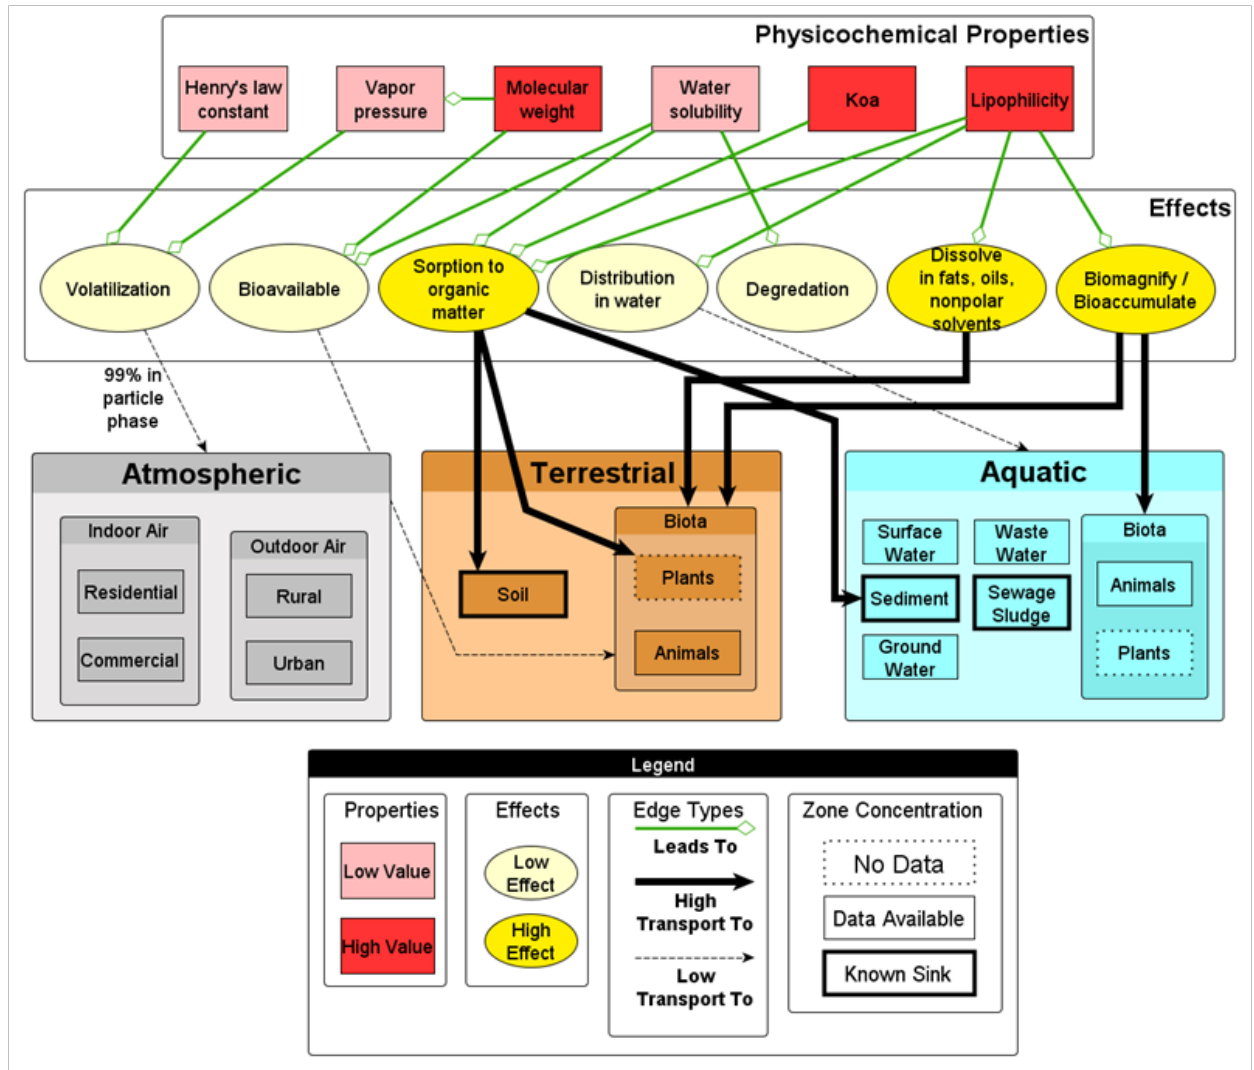 Physicochemical Properties
Henry's law
constant
Vapor
pressure
Molecular
weight
Water
solubility
Koa
Lipophilicity
Effects
Volatilization
Bioavailable
Sorption to
organic
matter
Distribution
in water
Degredation
Dissolve
in fats, oils,
nonpolar
solvents
Biomagnify /
Bioaccumulate
99% in
particle
phase
Atmospheric
Indoor Air
Residential
Commercial
Outdoor Air
Rural
Urban
Terrestrial
Soil
Biota
Plants
Animals
Aquatic
Surface
Water
Waste
Water
Sediment
Sewage
Sludge
Ground
Water
Biota
Animals
Plants
Legend
Properties
Low Value
High Value
Effects
Low
Effect
High
Effect
Edge Types
Leads To
High
Transport To
Low
Transport To
Zone Concentration
No Data
Data Available
Known Sink